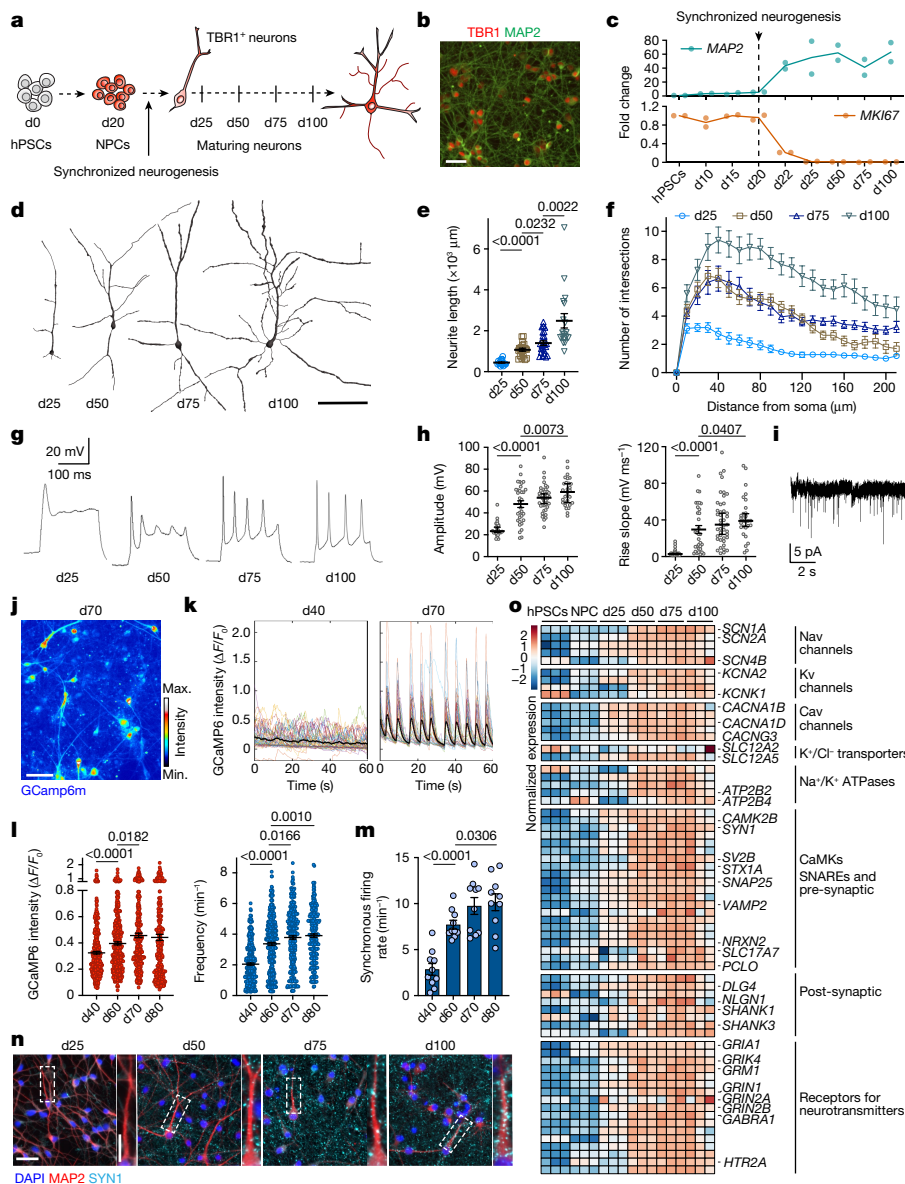 a
TBR1+ neurons
d0
hPSCs
d20
NPCs
d25 d50 d75 d100
Maturing neurons
Synchronized neurogenesis
b
TBR1 MAP2
c
Synchronized neurogenesis
MAP2
MKI67
Fold change
80
60
40
20
0
1.2
0.8
0.4
0
hPSCs d10 d15 d20 d22 d25 d50 d75 d100
d
d25 d50 d75 d100
e
0.0022
0.0232
<0.0001
Neurite length (×10³ μm)
6
4
2
0
d25 d50 d75 d100
f
d25 d50 d75 d100
Number of intersections
10
8
6
4
2
0
0 40 80 120 160 200
Distance from soma (μm)
g
20 mV
100 ms
d25 d50 d75 d100
h
0.0073
<0.0001
Amplitude (mV)
100
80
60
40
20
0
d25 d50 d75 d100
0.0407
<0.0001
Rise slope (mV ms−1)
120
80
40
0
d25 d50 d75 d100
i
5 pA
2 s
j
d70
Max.
Intensity
Min.
GCamp6m
k
d40 d70
GCaMP6 intensity (ΔF/F0)
2.0
1.5
1.0
0.5
0
0 20 40 60
Time (s)
0 20 40 60
Time (s)
l
0.0182
<0.0001
GCaMP6 intensity (ΔF/F0)
2
1
0.8
0.6
0.4
0.2
0
d40 d60 d70 d80
0.0010
0.0166
<0.0001
Frequency (min−1)
8
6
4
2
0
d40 d60 d70 d80
m
0.0306
<0.0001
Synchronous firing
rate (min−1)
15
10
5
0
d40 d60 d70 d80
n
d25 d50 d75 d100
DAPI MAP2 SYN1
o
hPSCs NPC d25 d50 d75 d100
2
1
0
−1
−2
Normalized expression
SCN1A
SCN2A
SCN4B
Nav
channels
KCNA2
KCNK1
Kv
channels
CACNA1B
CACNA1D
CACNG3
Cav
channels
SLC12A2
SLC12A5
K+/Cl− transporters
ATP2B2
ATP2B4
Na+/K+ ATPases
CAMK2B
SYN1
SV2B
STX1A
SNAP25
VAMP2
NRXN2
SLC17A7
PCLO
CaMKs
SNAREs and
pre-synaptic
DLG4
NLGN1
SHANK1
SHANK3
Post-synaptic
GRIA1
GRIK4
GRM1
GRIN1
GRIN2A
GRIN2B
GABRA1
HTR2A
Receptors for
neurotransmitters